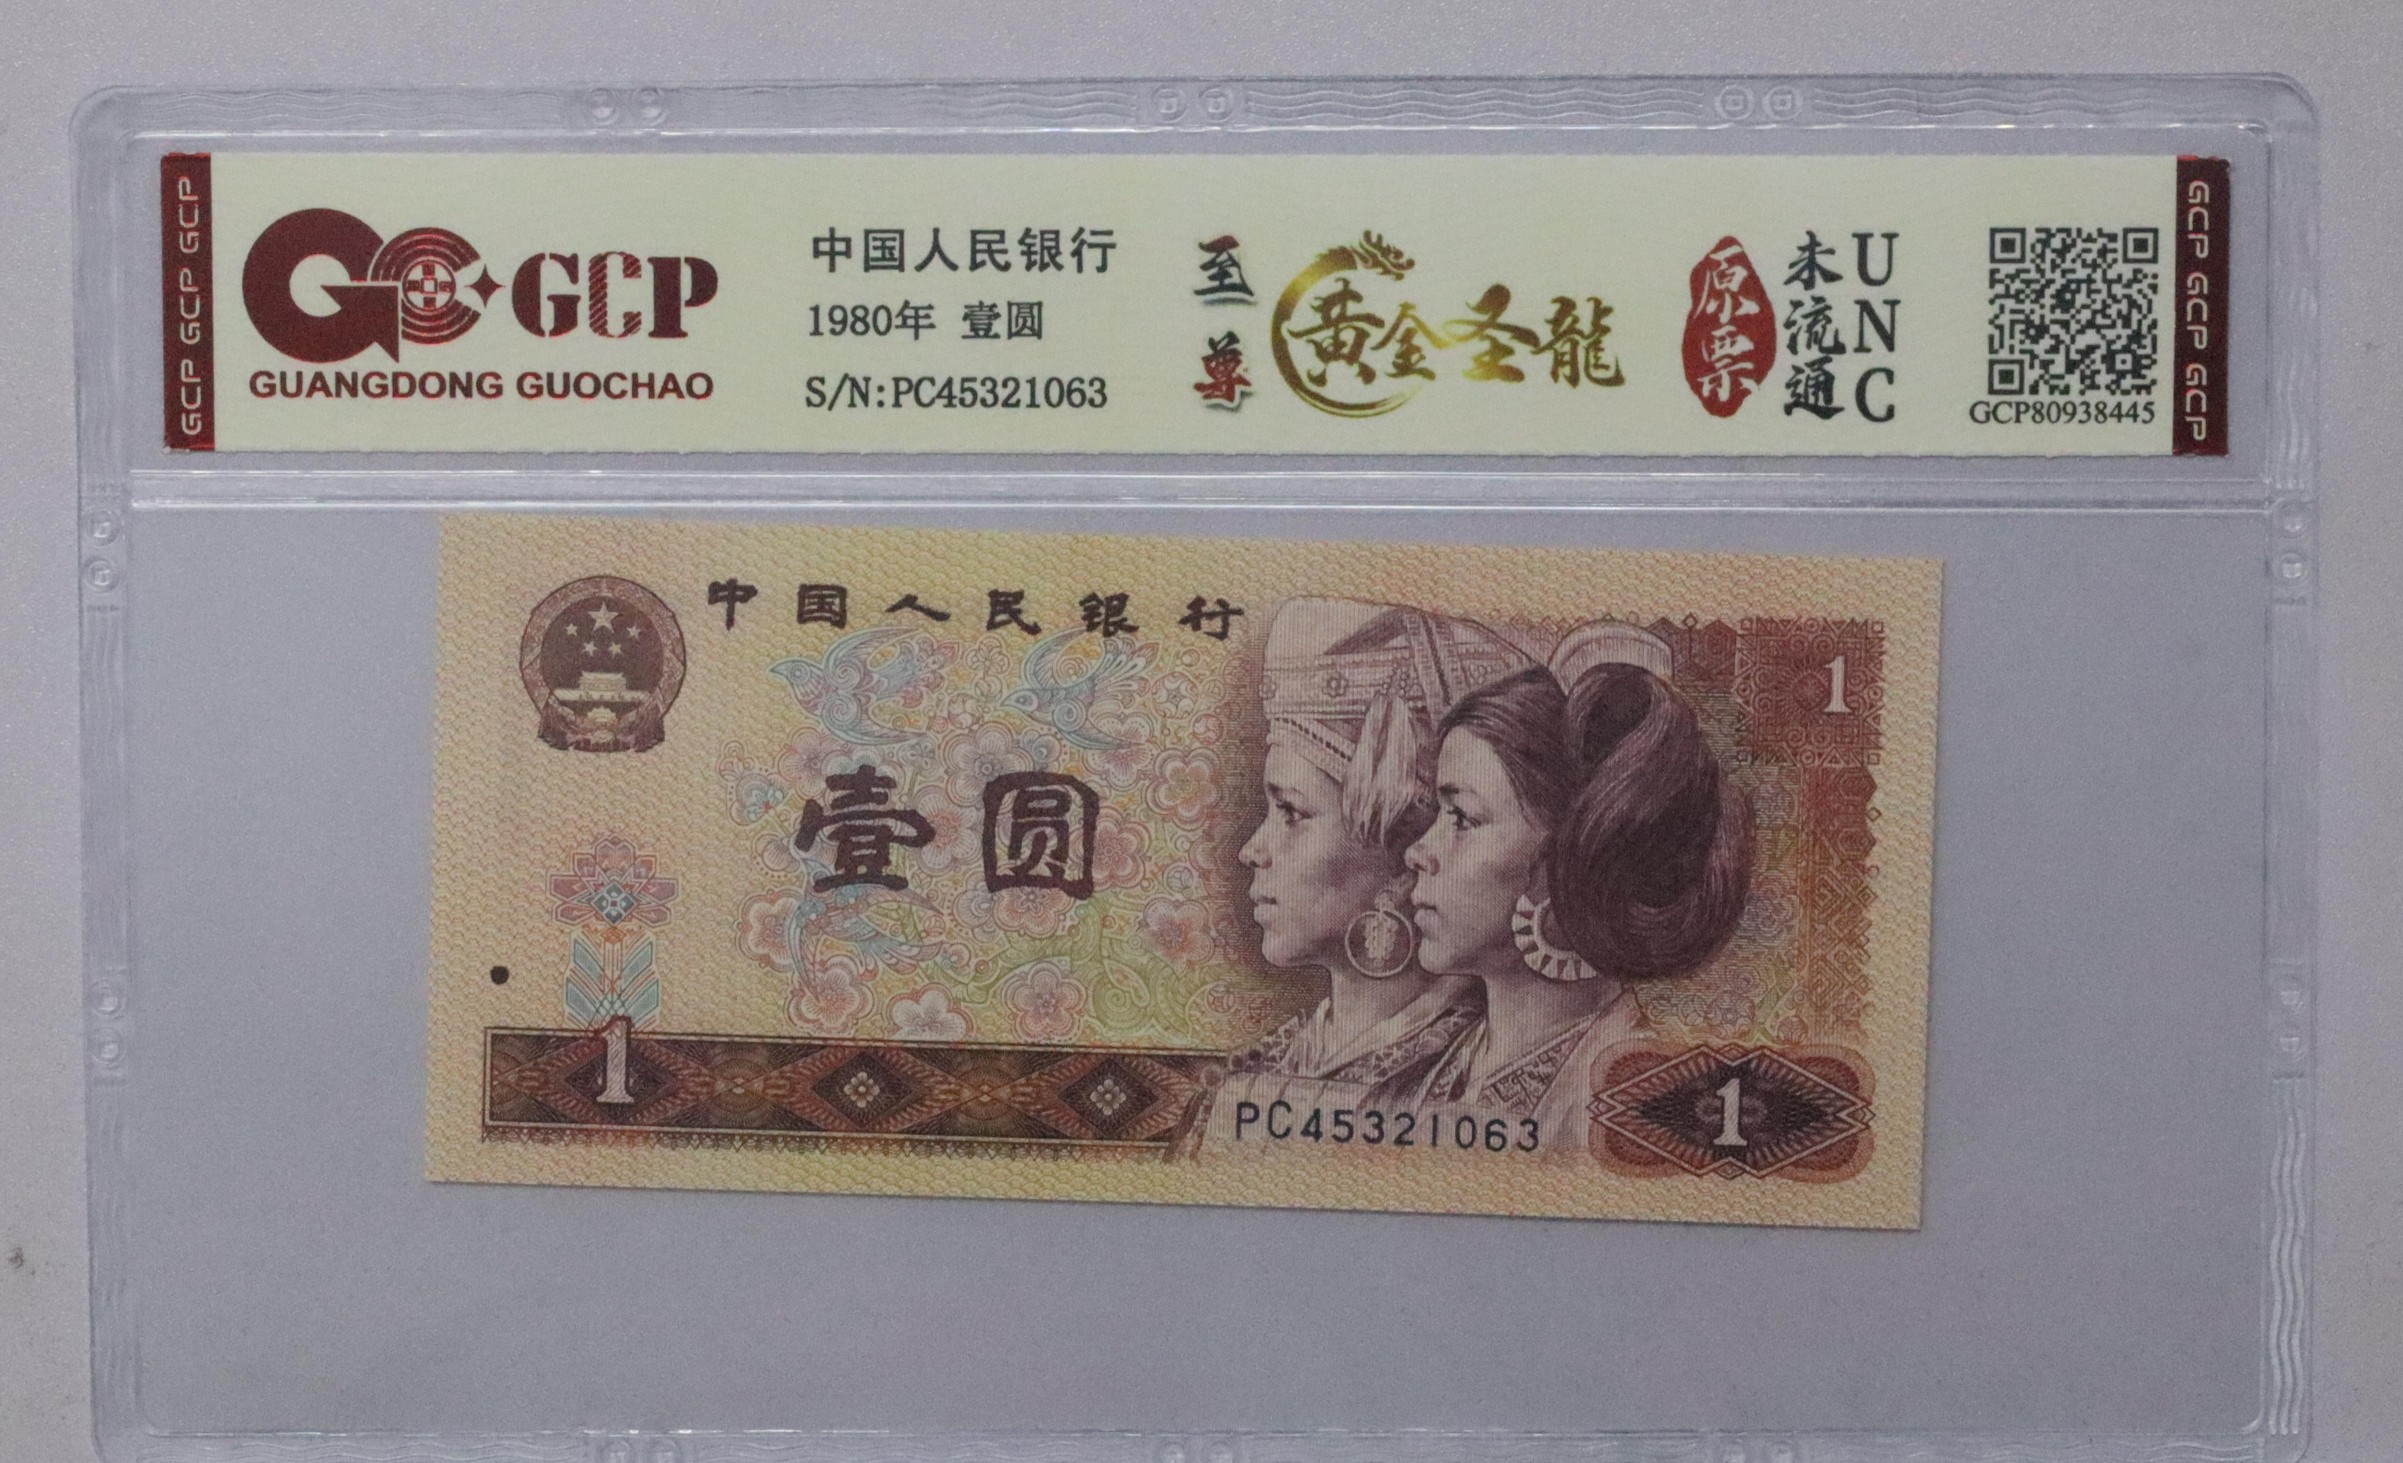 GCP GCP GCP
GCP
GUANGDONG GUOCHAO
中国人民银行
1980年 壹圆
S/N:PC45321063
至尊
黄金圣龍
原票
未流通
UNC
GCP80938445
GCP GCP GCP
中国人民银行
1
壹圆
1
PC45321063
1